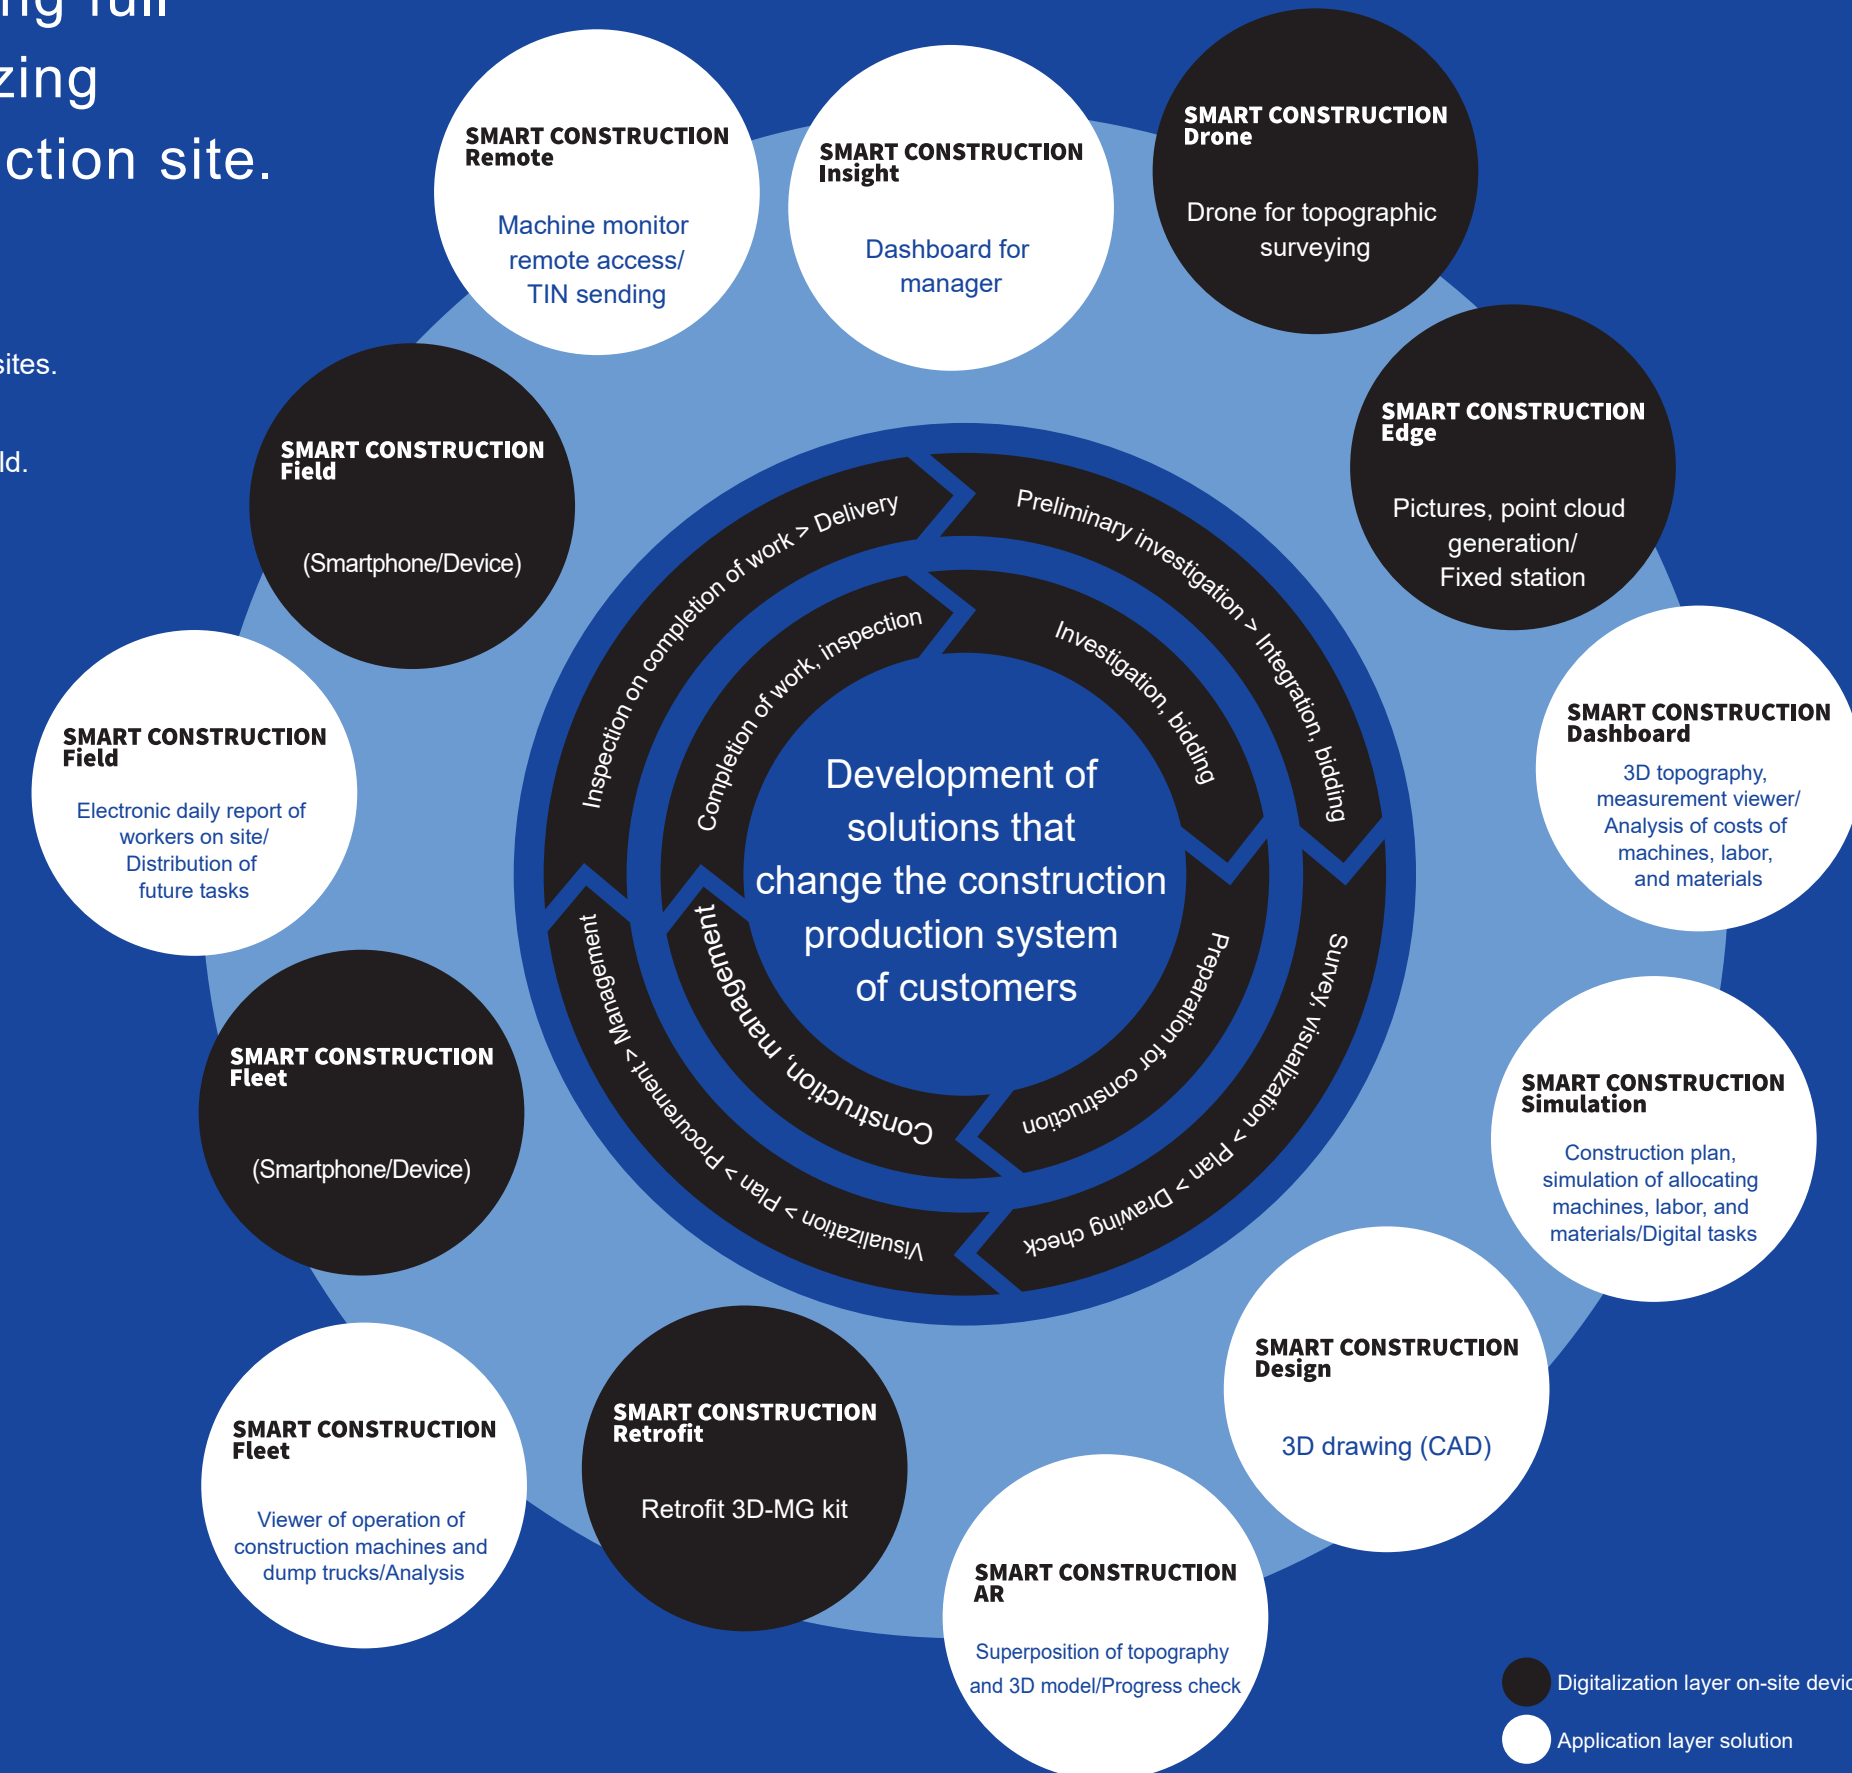 zing
ction site.
sites.
ld.
SMART CONSTRUCTION
Remote
Machine monitor
remote access/
TIN sending
SMART CONSTRUCTION
Insight
Dashboard for
manager
SMART CONSTRUCTION
Drone
Drone for topographic
surveying
SMART CONSTRUCTION
Edge
Pictures, point cloud
generation/
Fixed station
SMART CONSTRUCTION
Dashboard
3D topography,
measurement viewer/
Analysis of costs of
machines, labor,
and materials
SMART CONSTRUCTION
Simulation
Construction plan,
simulation of allocating
machines, labor, and
materials/Digital tasks
SMART CONSTRUCTION
Design
3D drawing (CAD)
SMART CONSTRUCTION
AR
Superposition of topography
and 3D model/Progress check
SMART CONSTRUCTION
Retrofit
Retrofit 3D-MG kit
SMART CONSTRUCTION
Fleet
Viewer of operation of
construction machines and
dump trucks/Analysis
SMART CONSTRUCTION
Fleet
(Smartphone/Device)
SMART CONSTRUCTION
Field
Electronic daily report of
workers on site/
Distribution of
future tasks
SMART CONSTRUCTION
Field
(Smartphone/Device)
Preliminary investigation > Integration, bidding
Survey, visualization > Plan > Drawing check
Visualization > Plan > Procurement > Management
Inspection on completion of work > Delivery
Investigation, bidding
Preparation for construction
Construction, management
Completion of work, inspection
Development of
solutions that
change the construction
production system
of customers
Digitalization layer on-site devic
Application layer solution